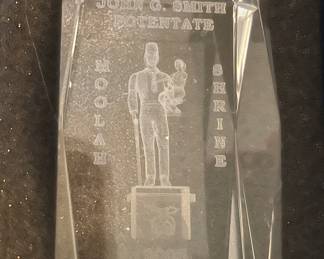 JOHN G. SMITH
POTENTATE
MOOLAH
SHRINE